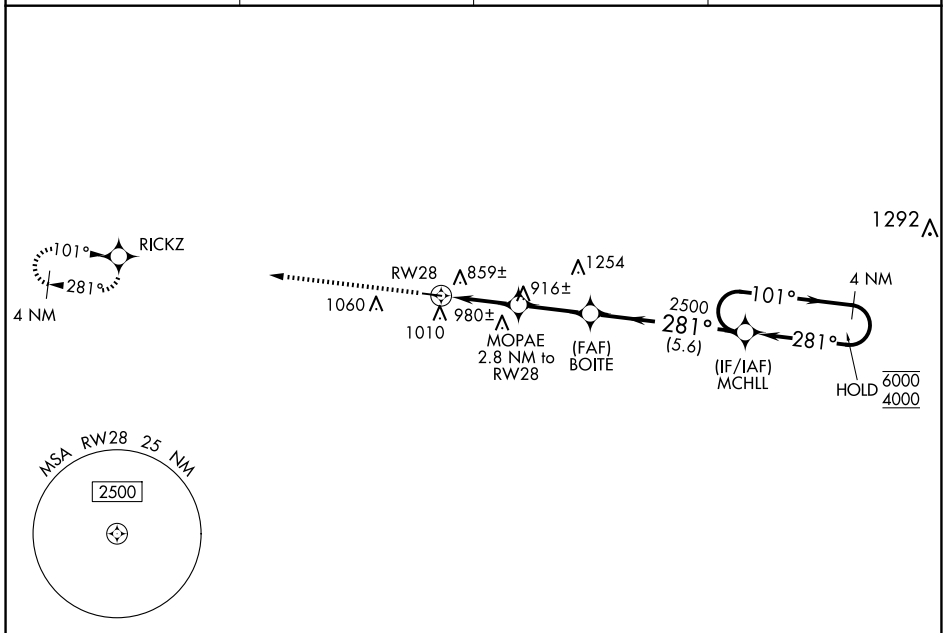 1292
101°
RICKZ
281°
4 NM
RW28
859±
1254
916±
1060
1010
980±
MOPAE
2.8 NM to
RW28
(FAF)
BOITE
2500
281°
(5.6)
101°
4 NM
281°
(IF/IAF)
MCHLL
HOLD
6000
4000
MSA RW28 25 NM
2500